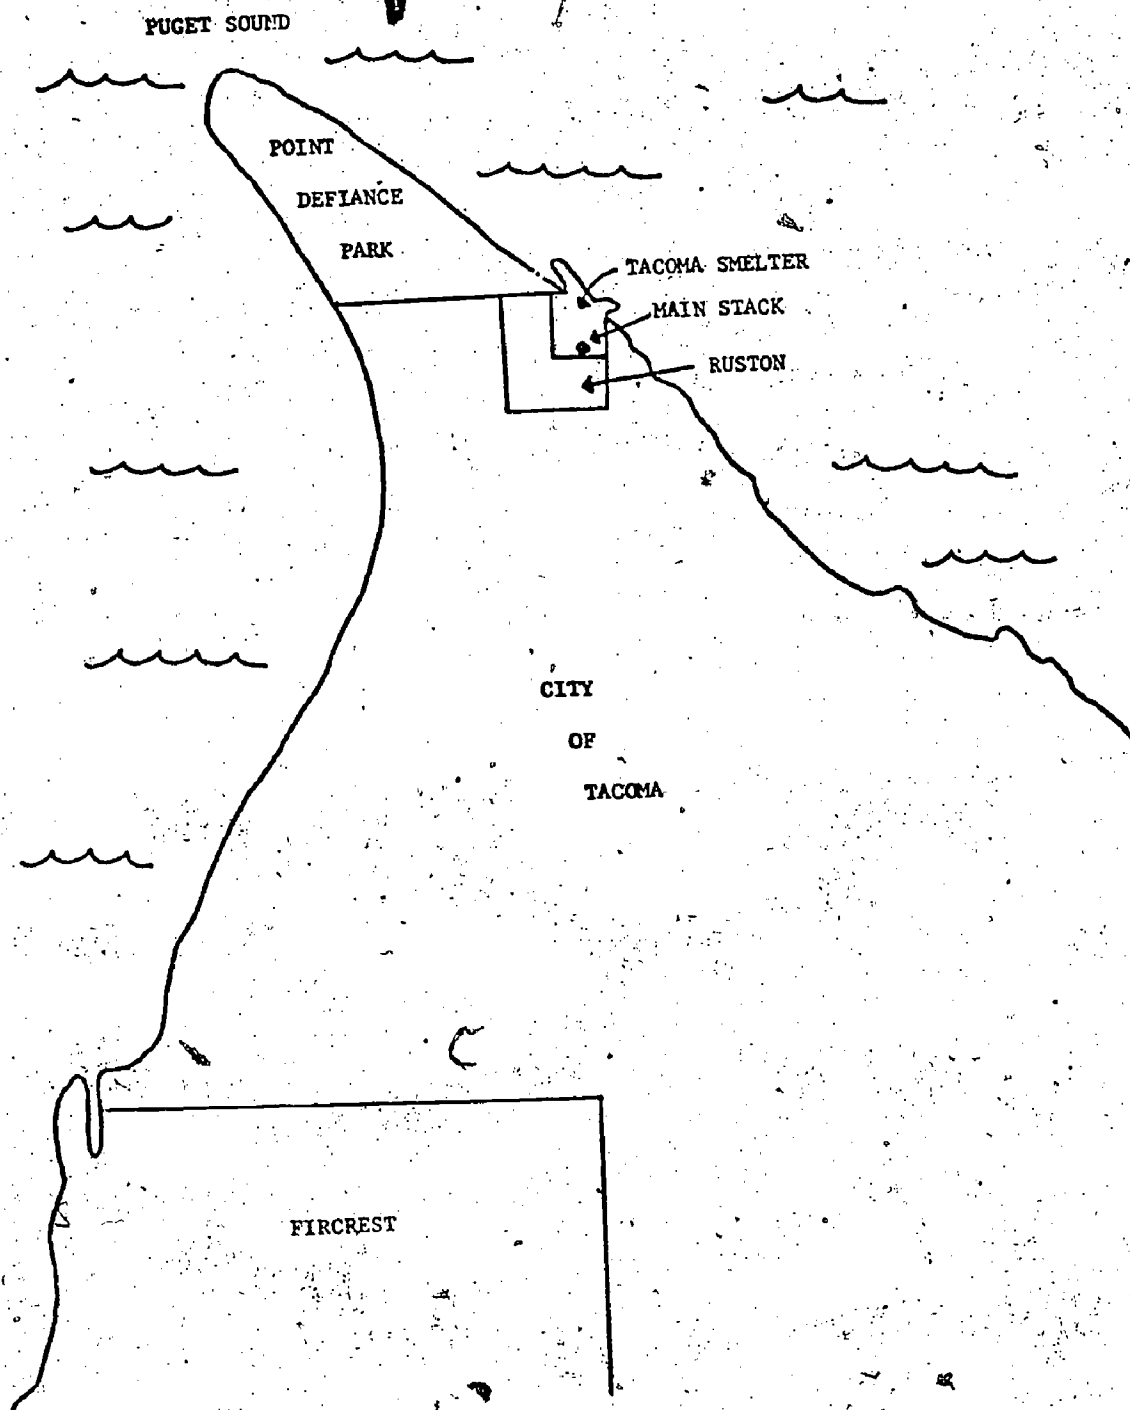 PUGET SOUND
POINT
DEFIANCE
PARK
TACOMA SMELTER
MAIN STACK
RUSTON
CITY
OF
TACOMA
FIRCREST